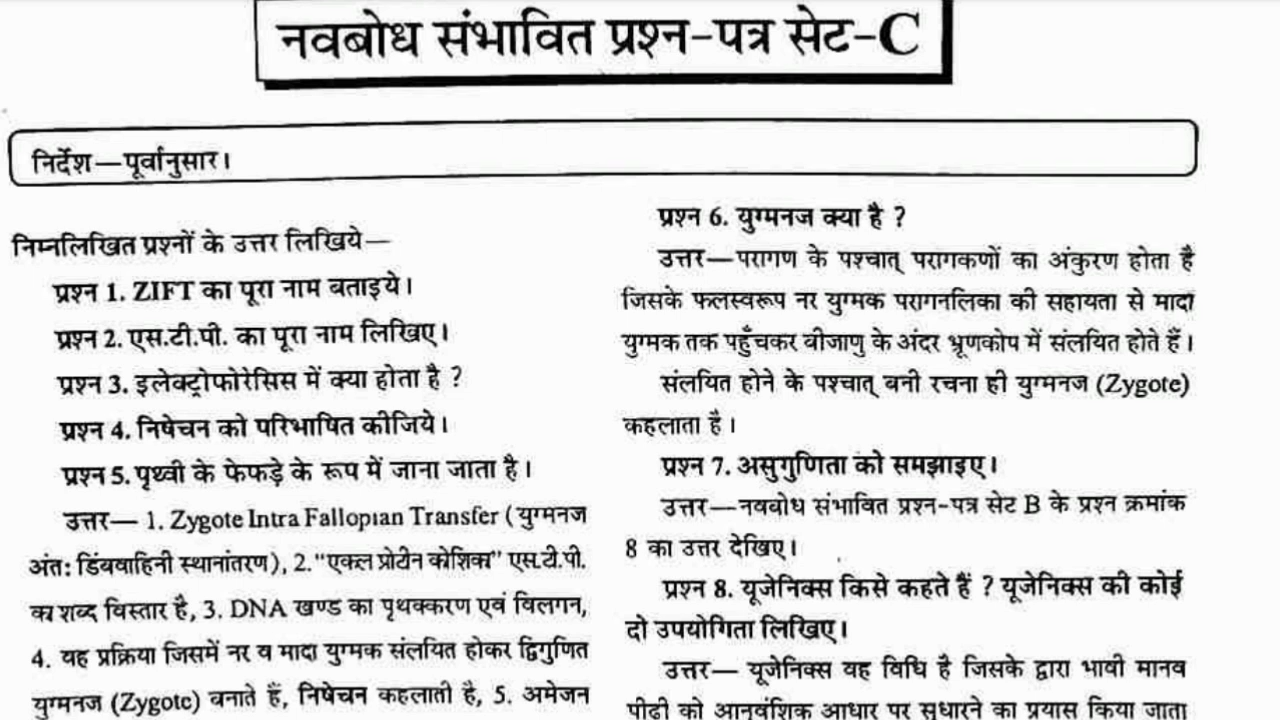 नवबोध संभावित प्रश्न-पत्र सेट-C
निर्देश—पूर्वानुसार।
निम्नलिखित प्रश्नों के उत्तर लिखिये—
प्रश्न 1. ZIFT का पूरा नाम बताइये।
प्रश्न 2. एस.टी.पी. का पूरा नाम लिखिए।
प्रश्न 3. इलेक्ट्रोफोरेसिस में क्या होता है ?
प्रश्न 4. निषेचन को परिभाषित कीजिये।
प्रश्न 5. पृथ्वी के फेफड़े के रूप में जाना जाता है।
उत्तर— 1. Zygote Intra Fallopian Transfer (युग्मनज
अंतः डिंबवाहिनी स्थानांतरण), 2. "एकल प्रोटीन कोशिका" एस.टी.पी.
का शब्द विस्तार है, 3. DNA खण्ड का पृथक्करण एवं विलगन,
4. यह प्रक्रिया जिसमें नर व मादा युग्मक संलयित होकर द्विगुणित
युग्मनज (Zygote) बनाते हैं, निषेचन कहलाती है, 5. अमेजन
प्रश्न 6. युग्मनज क्या है ?
उत्तर—परागण के पश्चात् परागकणों का अंकुरण होता है
जिसके फलस्वरूप नर युग्मक परागनलिका की सहायता से मादा
युग्मक तक पहुँचकर बीजाणु के अंदर भ्रूणकोप में संलयित होते हैं।
संलयित होने के पश्चात् बनी रचना ही युग्मनज (Zygote)
कहलाता है।
प्रश्न 7. असुगुणिता को समझाइए।
उत्तर—नवबोध संभावित प्रश्न-पत्र सेट B के प्रश्न क्रमांक
8 का उत्तर देखिए।
प्रश्न 8. यूजेनिक्स किसे कहते हैं ? यूजेनिक्स की कोई
दो उपयोगिता लिखिए।
उत्तर— यूजेनिक्स वह विधि है जिसके द्वारा भावी मानव
पीढ़ी को आनुवंशिक आधार पर सुधारने का प्रयास किया जाता